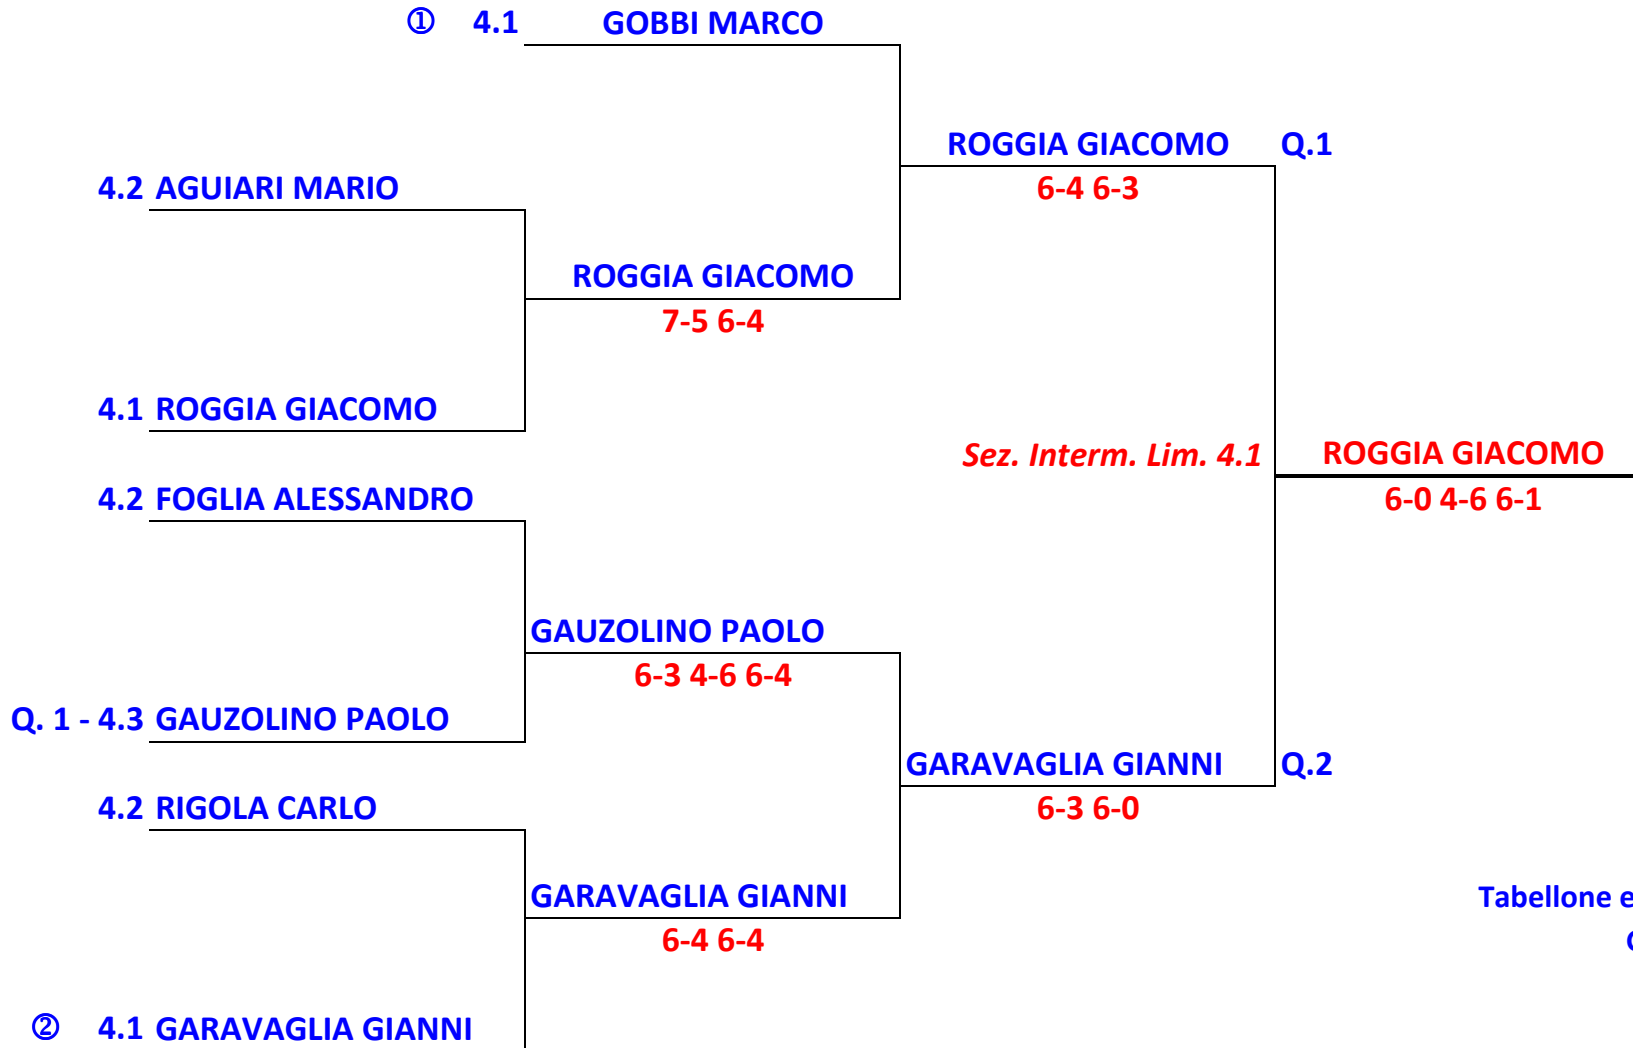 ① 4.1 GOBBI MARCO
ROGGIA GIACOMO Q.1
4.2 AGUIARI MARIO
6-4 6-3
ROGGIA GIACOMO
7-5 6-4
4.1 ROGGIA GIACOMO
Sez. Interm. Lim. 4.1 ROGGIA GIACOMO
4.2 FOGLIA ALESSANDRO
6-0 4-6 6-1
GAUZOLINO PAOLO
6-3 4-6 6-4
Q. 1 - 4.3 GAUZOLINO PAOLO
GARAVAGLIA GIANNI Q.2
4.2 RIGOLA CARLO
6-3 6-0
GARAVAGLIA GIANNI
Tabellone e
6-4 6-4
② 4.1 GARAVAGLIA GIANNI